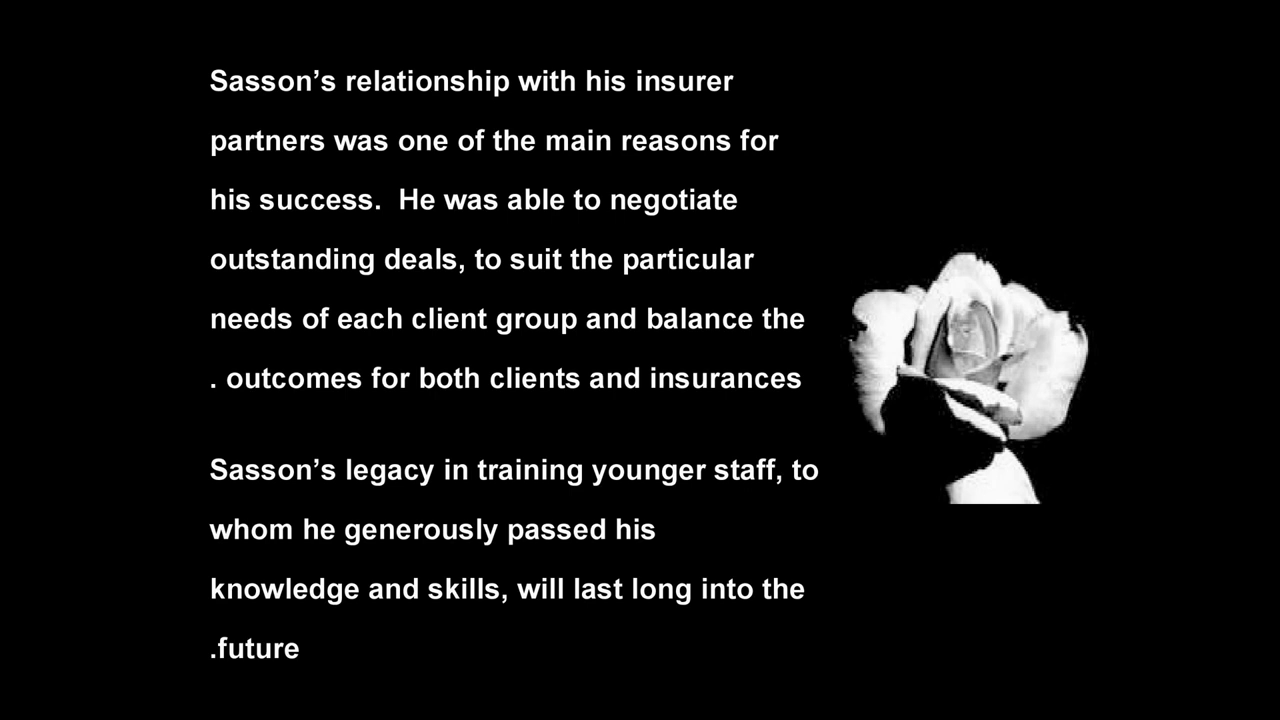 Sasson’s relationship with his insurer
partners was one of the main reasons for
his success.  He was able to negotiate
outstanding deals, to suit the particular
needs of each client group and balance the
. outcomes for both clients and insurances
Sasson’s legacy in training younger staff, to
whom he generously passed his
knowledge and skills, will last long into the
.future